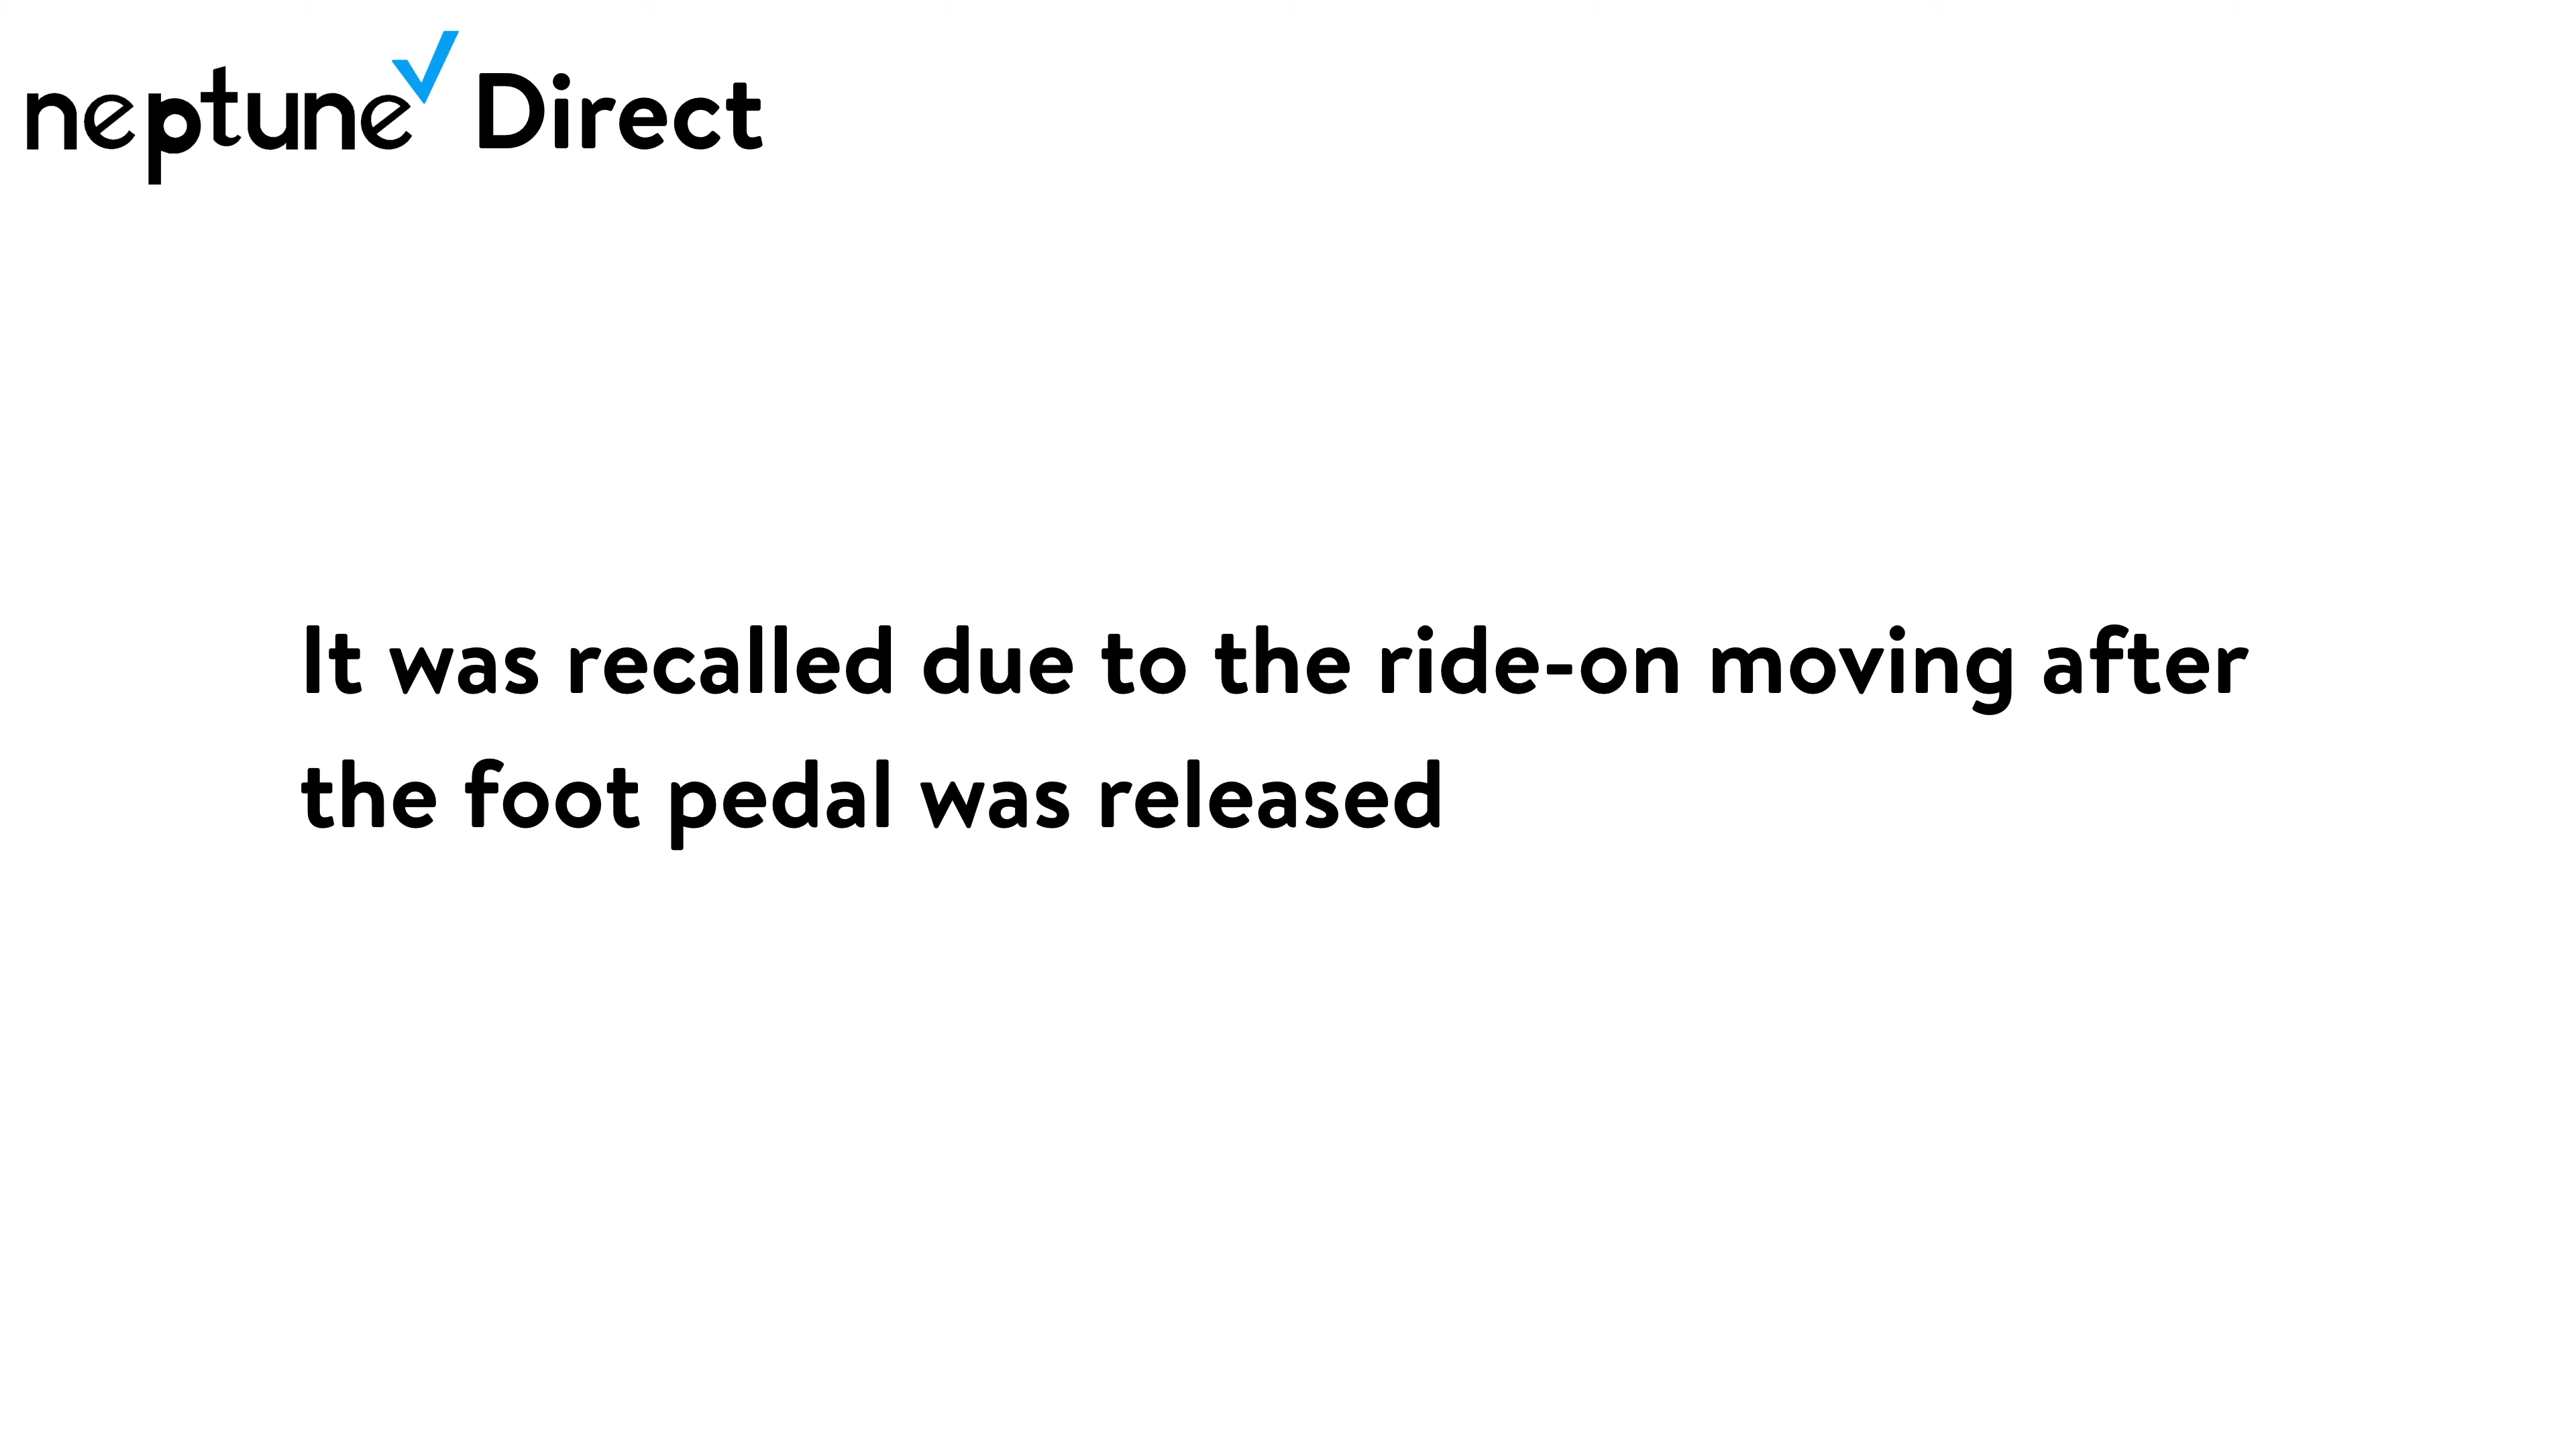 neptune Direct
It was recalled due to the ride-on moving after
the foot pedal was released